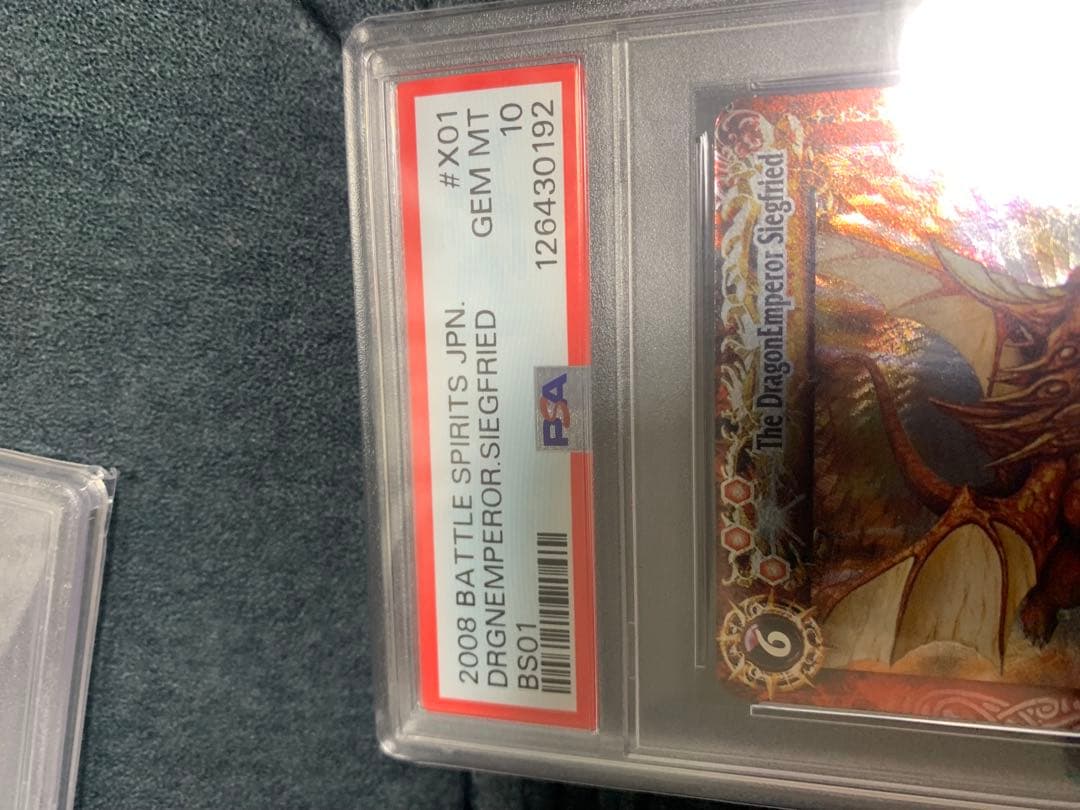 2008 BATTLE SPIRITS JPN. #X01
DRGNEMPEROR.SIEGFRIED GEM MT
BS01 10
126430192
PSA
6
The DragonEmperor Siegfried